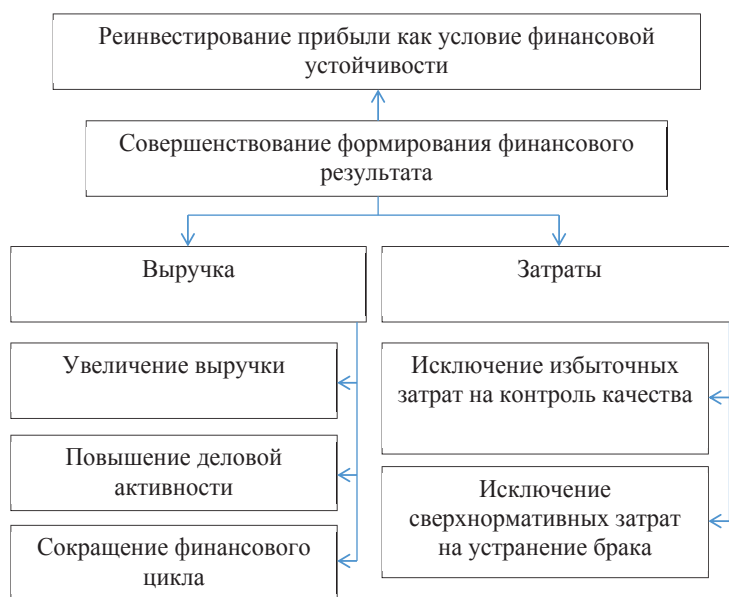 Реинвестирование прибыли как условие финансовой
устойчивости
Совершенствование формирования финансового
результата
Выручка
Увеличение выручки
Повышение деловой
активности
Сокращение финансового
цикла
Затраты
Исключение избыточных
затрат на контроль качества
Исключение
сверхнормативных затрат
на устранение брака